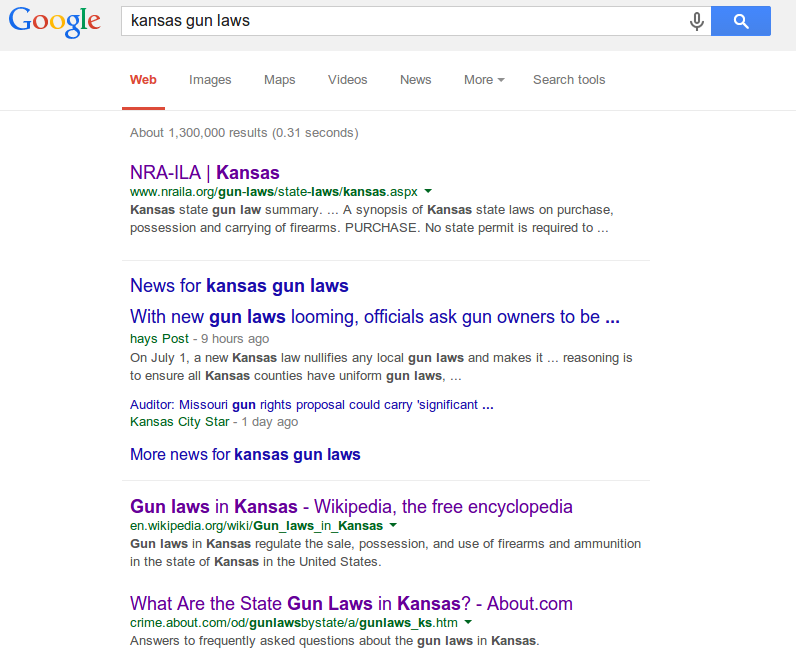 Google
kansas gun laws
Web Images Maps Videos News More Search tools
About 1,300,000 results (0.31 seconds)
NRA-ILA | Kansas
www.nraila.org/gun-laws/state-laws/kansas.aspx
Kansas state gun law summary. ... A synopsis of Kansas state laws on purchase,
possession and carrying of firearms. PURCHASE. No state permit is required to ...
News for kansas gun laws
With new gun laws looming, officials ask gun owners to be ...
hays Post - 9 hours ago
On July 1, a new Kansas law nullifies any local gun laws and makes it ... reasoning is
to ensure all Kansas counties have uniform gun laws, ...
Auditor: Missouri gun rights proposal could carry 'significant ...
Kansas City Star - 1 day ago
More news for kansas gun laws
Gun laws in Kansas - Wikipedia, the free encyclopedia
en.wikipedia.org/wiki/Gun_laws_in_Kansas
Gun laws in Kansas regulate the sale, possession, and use of firearms and ammunition
in the state of Kansas in the United States.
What Are the State Gun Laws in Kansas? - About.com
crime.about.com/od/gunlawsbystate/a/gunlaws_ks.htm
Answers to frequently asked questions about the gun laws in Kansas.